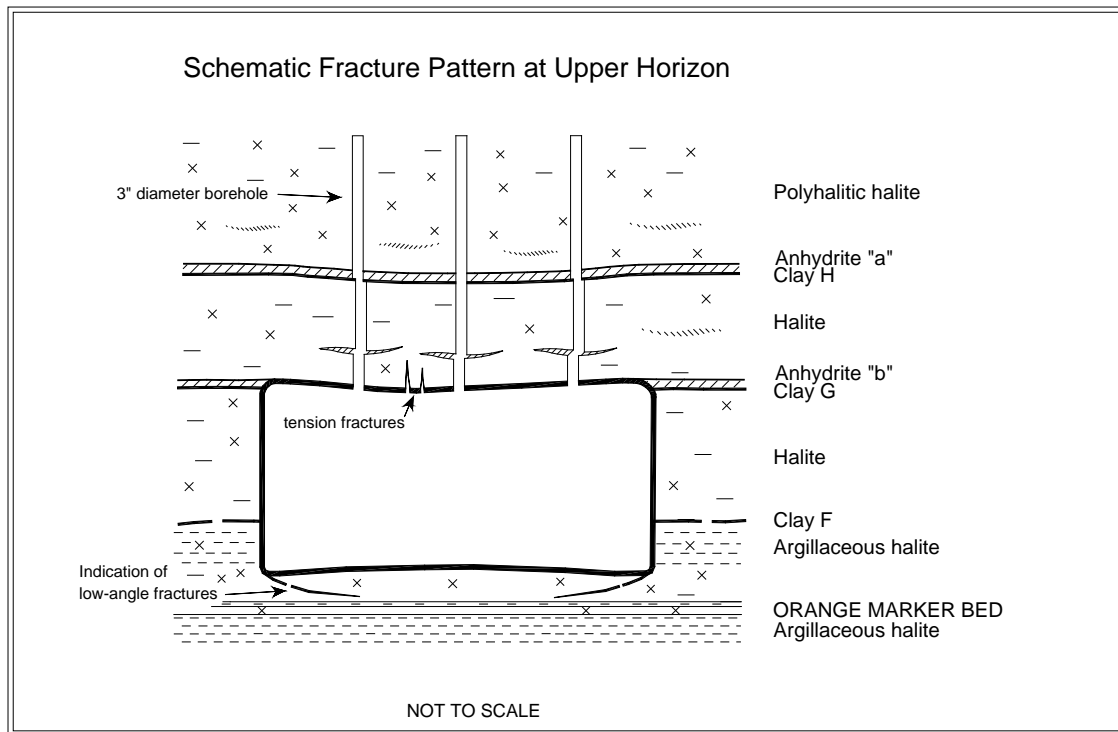 Schematic Fracture Pattern at Upper Horizon
3" diameter borehole
Polyhalitic halite
Anhydrite "a"
Clay H
Halite
Anhydrite "b"
Clay G
tension fractures
Halite
Clay F
Argillaceous halite
Indication of
low-angle fractures
ORANGE MARKER BED
Argillaceous halite
NOT TO SCALE